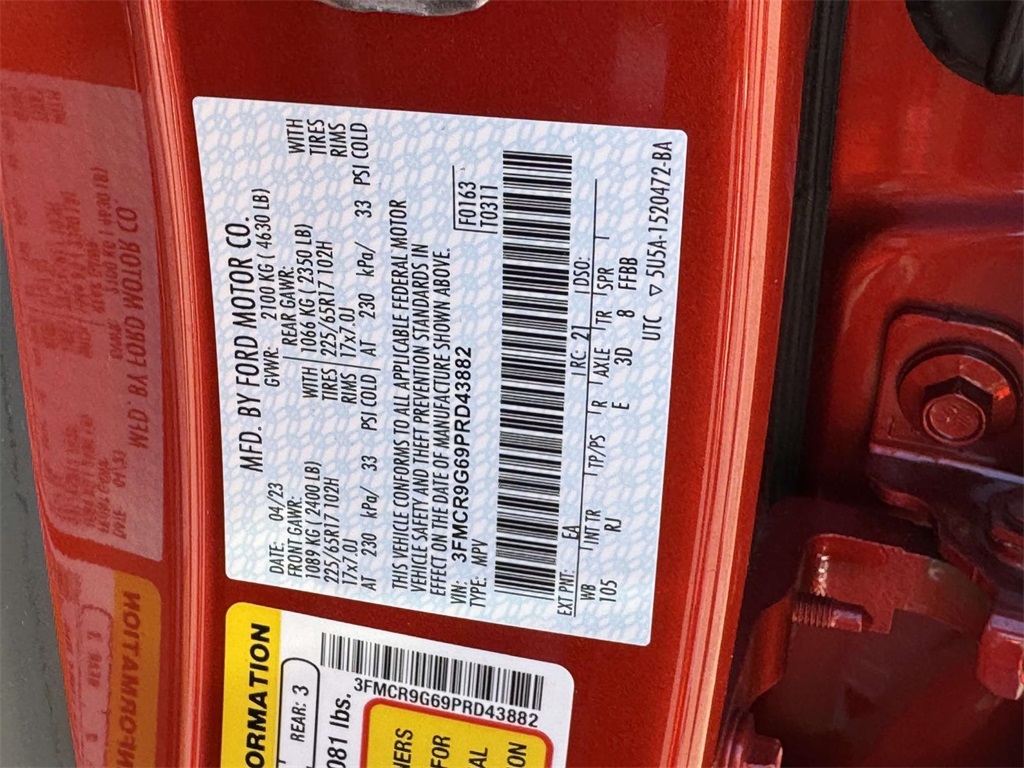 MFD. BY FORD MOTOR CO.
DATE: 04/23 GVWR: 2100 KG ( 4630 LB)
FRONT GAWR: REAR GAWR: WITH
1089 KG ( 2400 LB) WITH 1066 KG ( 2350 LB) TIRES
225/65R17 102H TIRES 225/65R17 102H RIMS
17x7.0J RIMS 17x7.0J
AT 230 kPa/ 33 PSI COLD AT 230 kPa/ 33 PSI COLD
THIS VEHICLE CONFORMS TO ALL APPLICABLE FEDERAL MOTOR
VEHICLE SAFETY AND THEFT PREVENTION STANDARDS IN
EFFECT ON THE DATE OF MANUFACTURE SHOWN ABOVE.
VIN: 3FMCR9G69PRD43882 F0163
TYPE: MPV T0311
EXT PNT: EA RC: 21 DSO:
WB INT TR TP/PS R AXLE TR SPR
105 RJ E 3D 8 FFBB
UTC ▽ 5U5A-1520472-BA
ORMATION
REAR: 3
081 lbs.
3FMCR9G69PRD43882
NERS
FOR
AL
ON